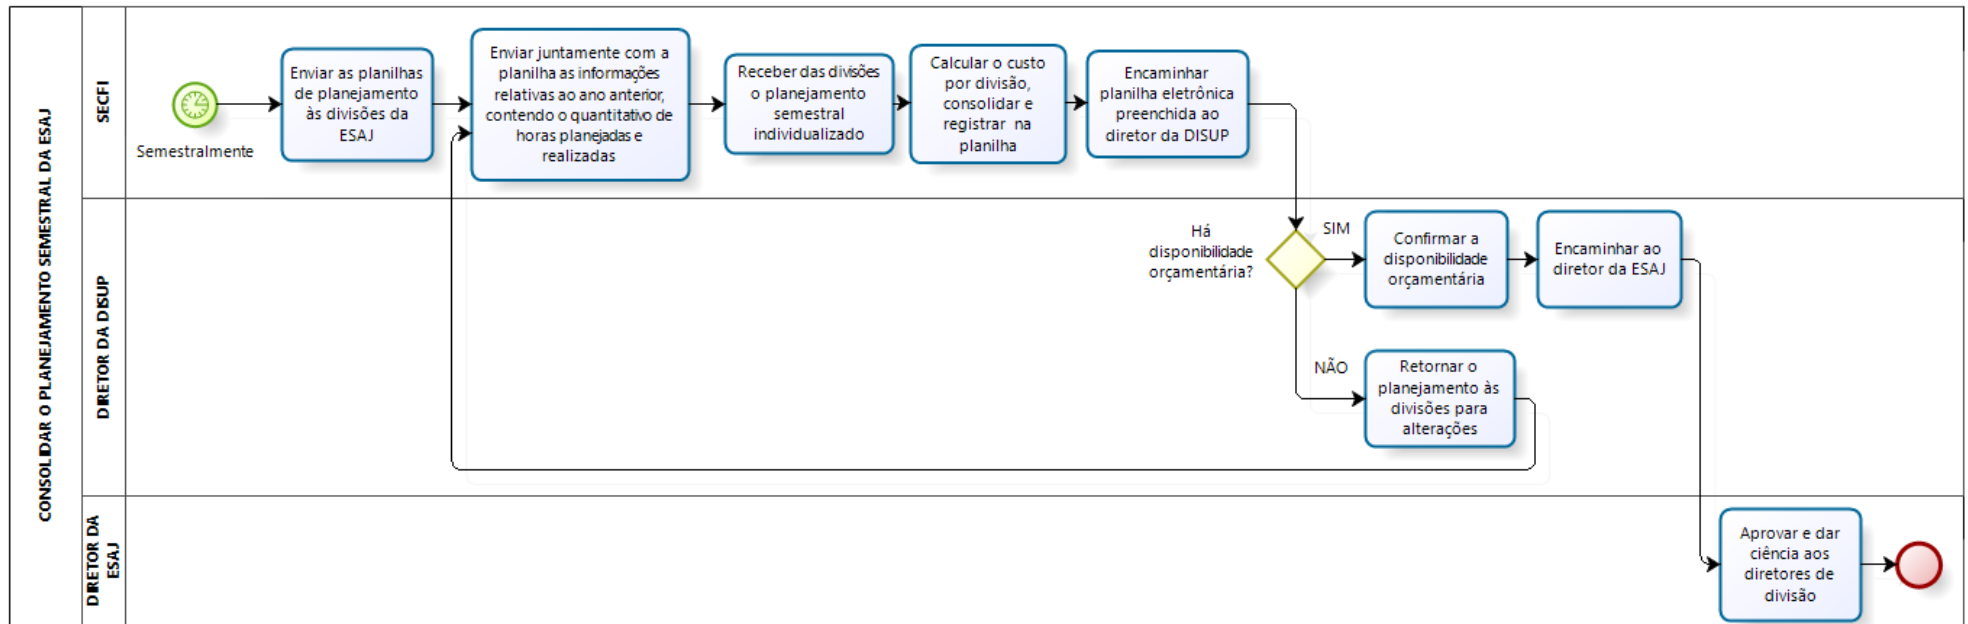 CONSOLIDAR O PLANEJAMENTO SEMESTRAL DA ESAJ
SECFI
Semestralmente
Enviar as planilhas
de planejamento
às divisões da
ESAJ
Enviar juntamente com a
planilha as informações
relativas ao ano anterior,
contendo o quantitativo de
horas planejadas e
realizadas
Receber das divisões
o planejamento
semestral
individualizado
Calcular o custo
por divisão,
consolidar e
registrar na
planilha
Encaminhar
planilha eletrônica
preenchida ao
diretor da DISUP
DIRETOR DA DISUP
Há
disponibilidade
orçamentária?
SIM
Confirmar a
disponibilidade
orçamentária
Encaminhar ao
diretor da ESAJ
NÃO
Retornar o
planejamento às
divisões para
alterações
DIRETOR DA
ESAJ
Aprovar e dar
ciência aos
diretores de
divisão